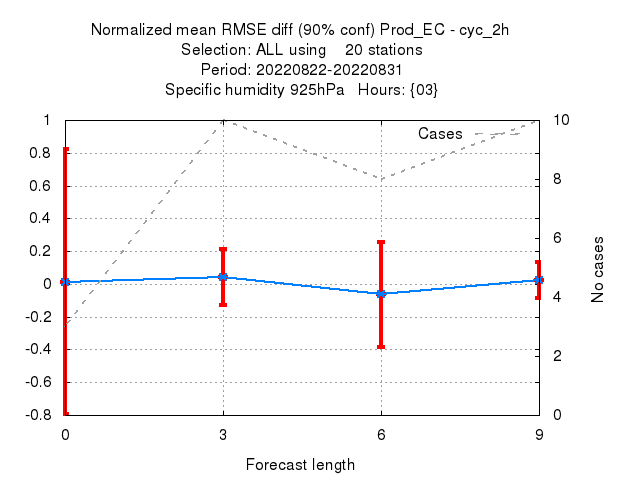 Normalized mean RMSE diff (90% conf) Prod_EC - cyc_2h
Selection: ALL using    20 stations
Period: 20220822-20220831
Specific humidity 925hPa   Hours: {03}
Cases
1
0.8
0.6
0.4
0.2
0
-0.2
-0.4
-0.6
-0.8
10
8
6
4
2
0
No cases
0 3 6 9
Forecast length